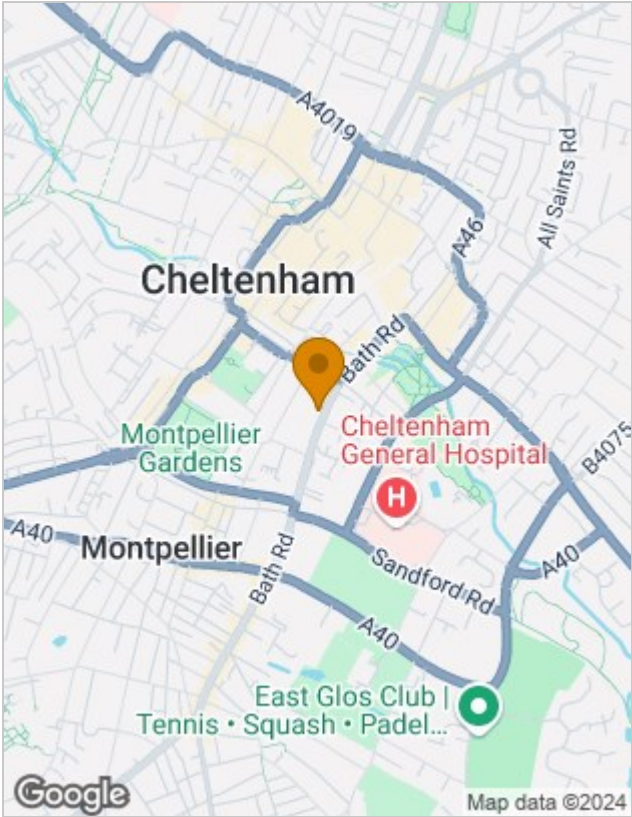 A4019
All Saints Rd
A46
Cheltenham
Bath Rd
Montpellier
Gardens
Cheltenham
General Hospital
H
B4075
A40
Montpellier
Bath Rd
Sandford Rd
A40
A40
East Glos Club |
Tennis • Squash • Padel...
Google
Map data ©2024